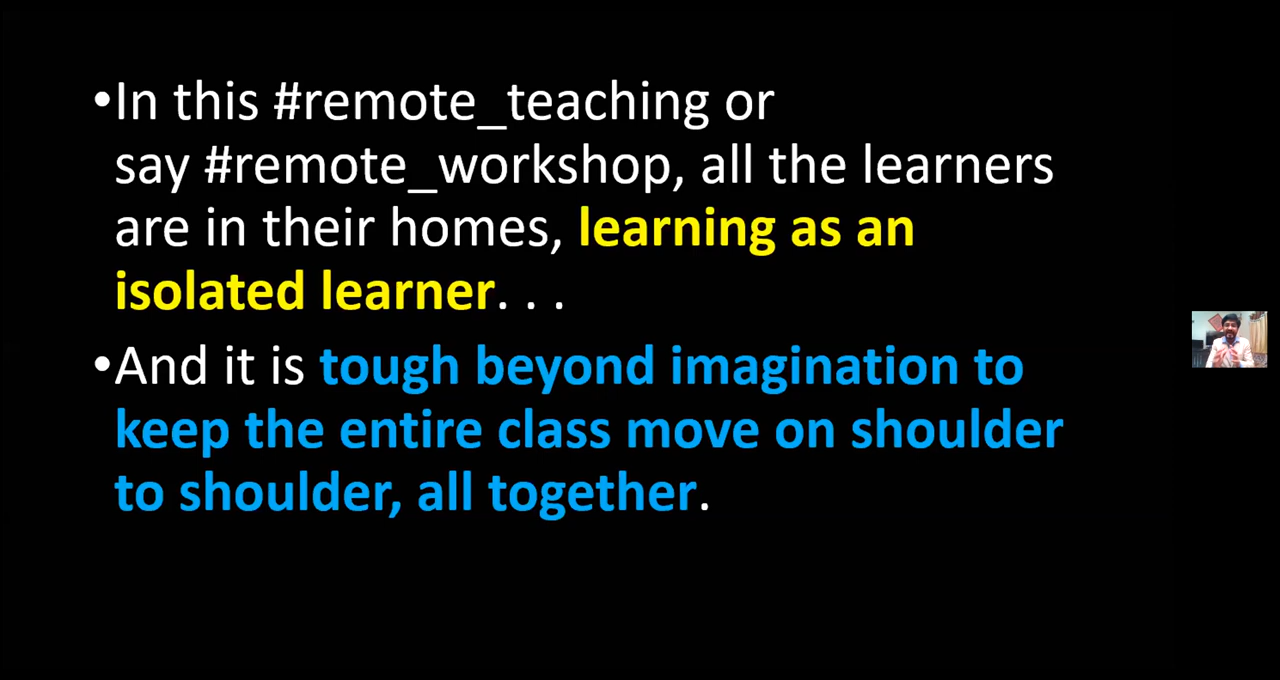 •In this #remote_teaching or
say #remote_workshop, all the learners
are in their homes, learning as an
isolated learner. . .
•And it is tough beyond imagination to
keep the entire class move on shoulder
to shoulder, all together.